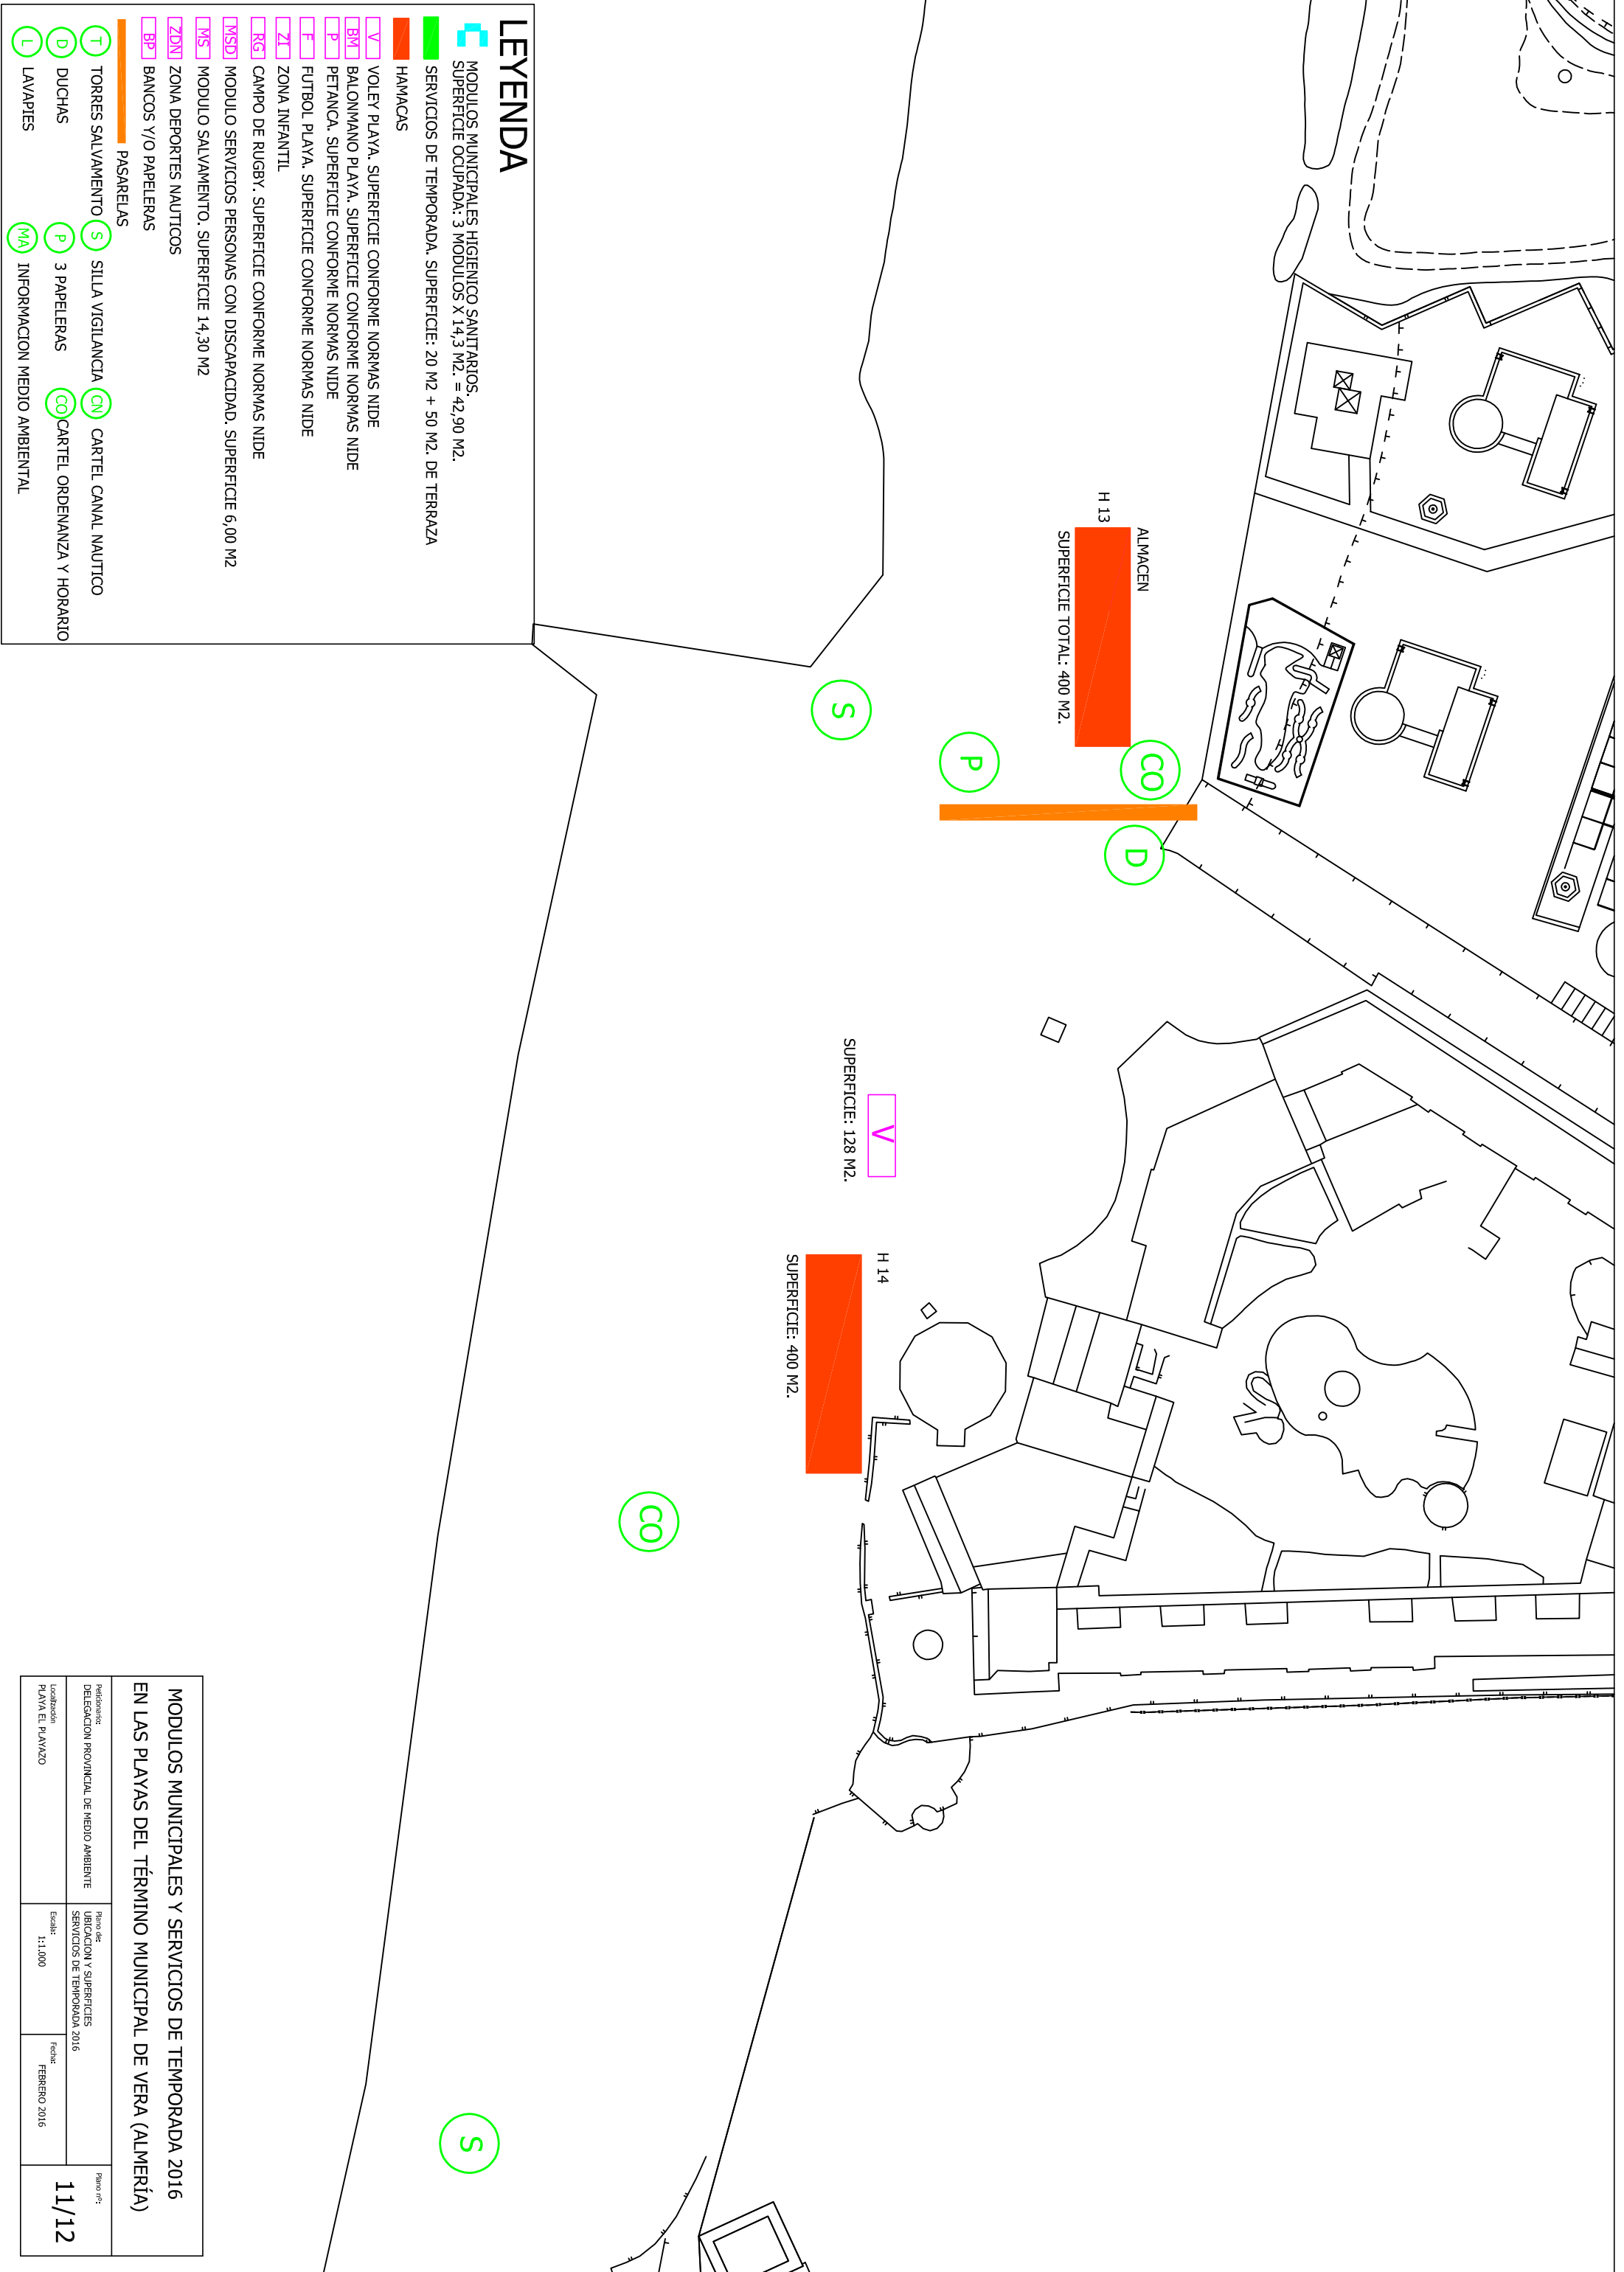 LEYENDA
MODULOS MUNICIPALES HIGIENICO SANITARIOS.
SUPERFICIE OCUPADA: 3 MODULOS X 14,3 M2. = 42,90 M2.
SERVICIOS DE TEMPORADA. SUPERFICIE: 20 M2 + 50 M2. DE TERRAZA
HAMACAS
V VOLEY PLAYA. SUPERFICIE CONFORME NORMAS NIDE
BM BALONMANO PLAYA. SUPERFICIE CONFORME NORMAS NIDE
P PETANCA. SUPERFICIE CONFORME NORMAS NIDE
F FUTBOL PLAYA. SUPERFICIE CONFORME NORMAS NIDE
ZI ZONA INFANTIL
RG CAMPO DE RUGBY. SUPERFICIE CONFORME NORMAS NIDE
MSD MODULO SERVICIOS PERSONAS CON DISCAPACIDAD. SUPERFICIE 6,00 M2
MS MODULO SALVAMENTO. SUPERFICIE 14,30 M2
ZDN ZONA DEPORTES NAUTICOS
BP BANCOS Y/O PAPELERAS
PASARELAS
T TORRES SALVAMENTO S SILLA VIGILANCIA CN CARTEL CANAL NAUTICO
D DUCHAS P 3 PAPELERAS CO CARTEL ORDENANZA Y HORARIO
L LAVAPIES MA INFORMACION MEDIO AMBIENTAL
ALMACEN
H 13
SUPERFICIE TOTAL: 400 M2.
CO
D
P
S
V
SUPERFICIE: 128 M2.
H 14
SUPERFICIE: 400 M2.
CO
S
MODULOS MUNICIPALES Y SERVICIOS DE TEMPORADA 2016
EN LAS PLAYAS DEL TÉRMINO MUNICIPAL DE VERA (ALMERÍA)
Peticionario:
DELEGACION PROVINCIAL DE MEDIO AMBIENTE
Plano de:
UBICACION Y SUPERFICIES
SERVICIOS DE TEMPORADA 2016
Plano nº:
11/12
Localización
PLAYA EL PLAYAZO
Escala:
1:1.000
Fecha:
FEBRERO 2016